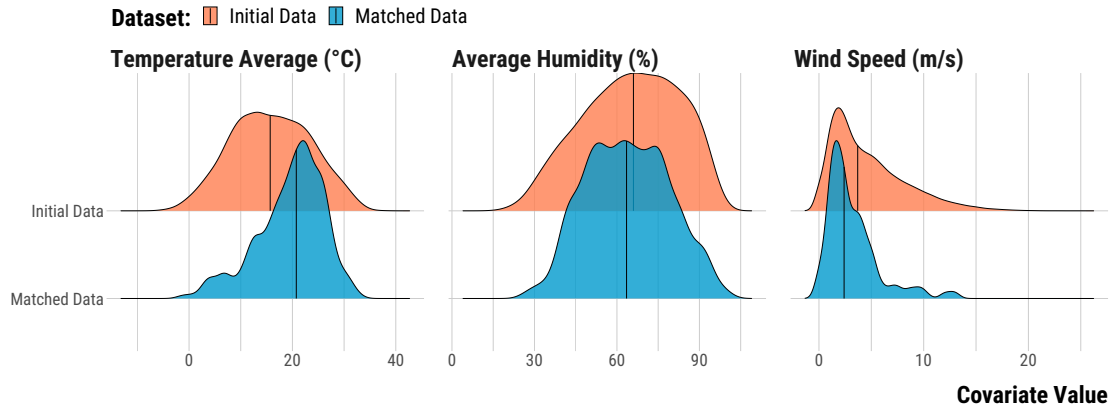 Dataset: Initial Data Matched Data
Temperature Average (°C) Average Humidity (%) Wind Speed (m/s)
Initial Data
Matched Data
0 20 40 0 30 60 90 0 10 20
Covariate Value